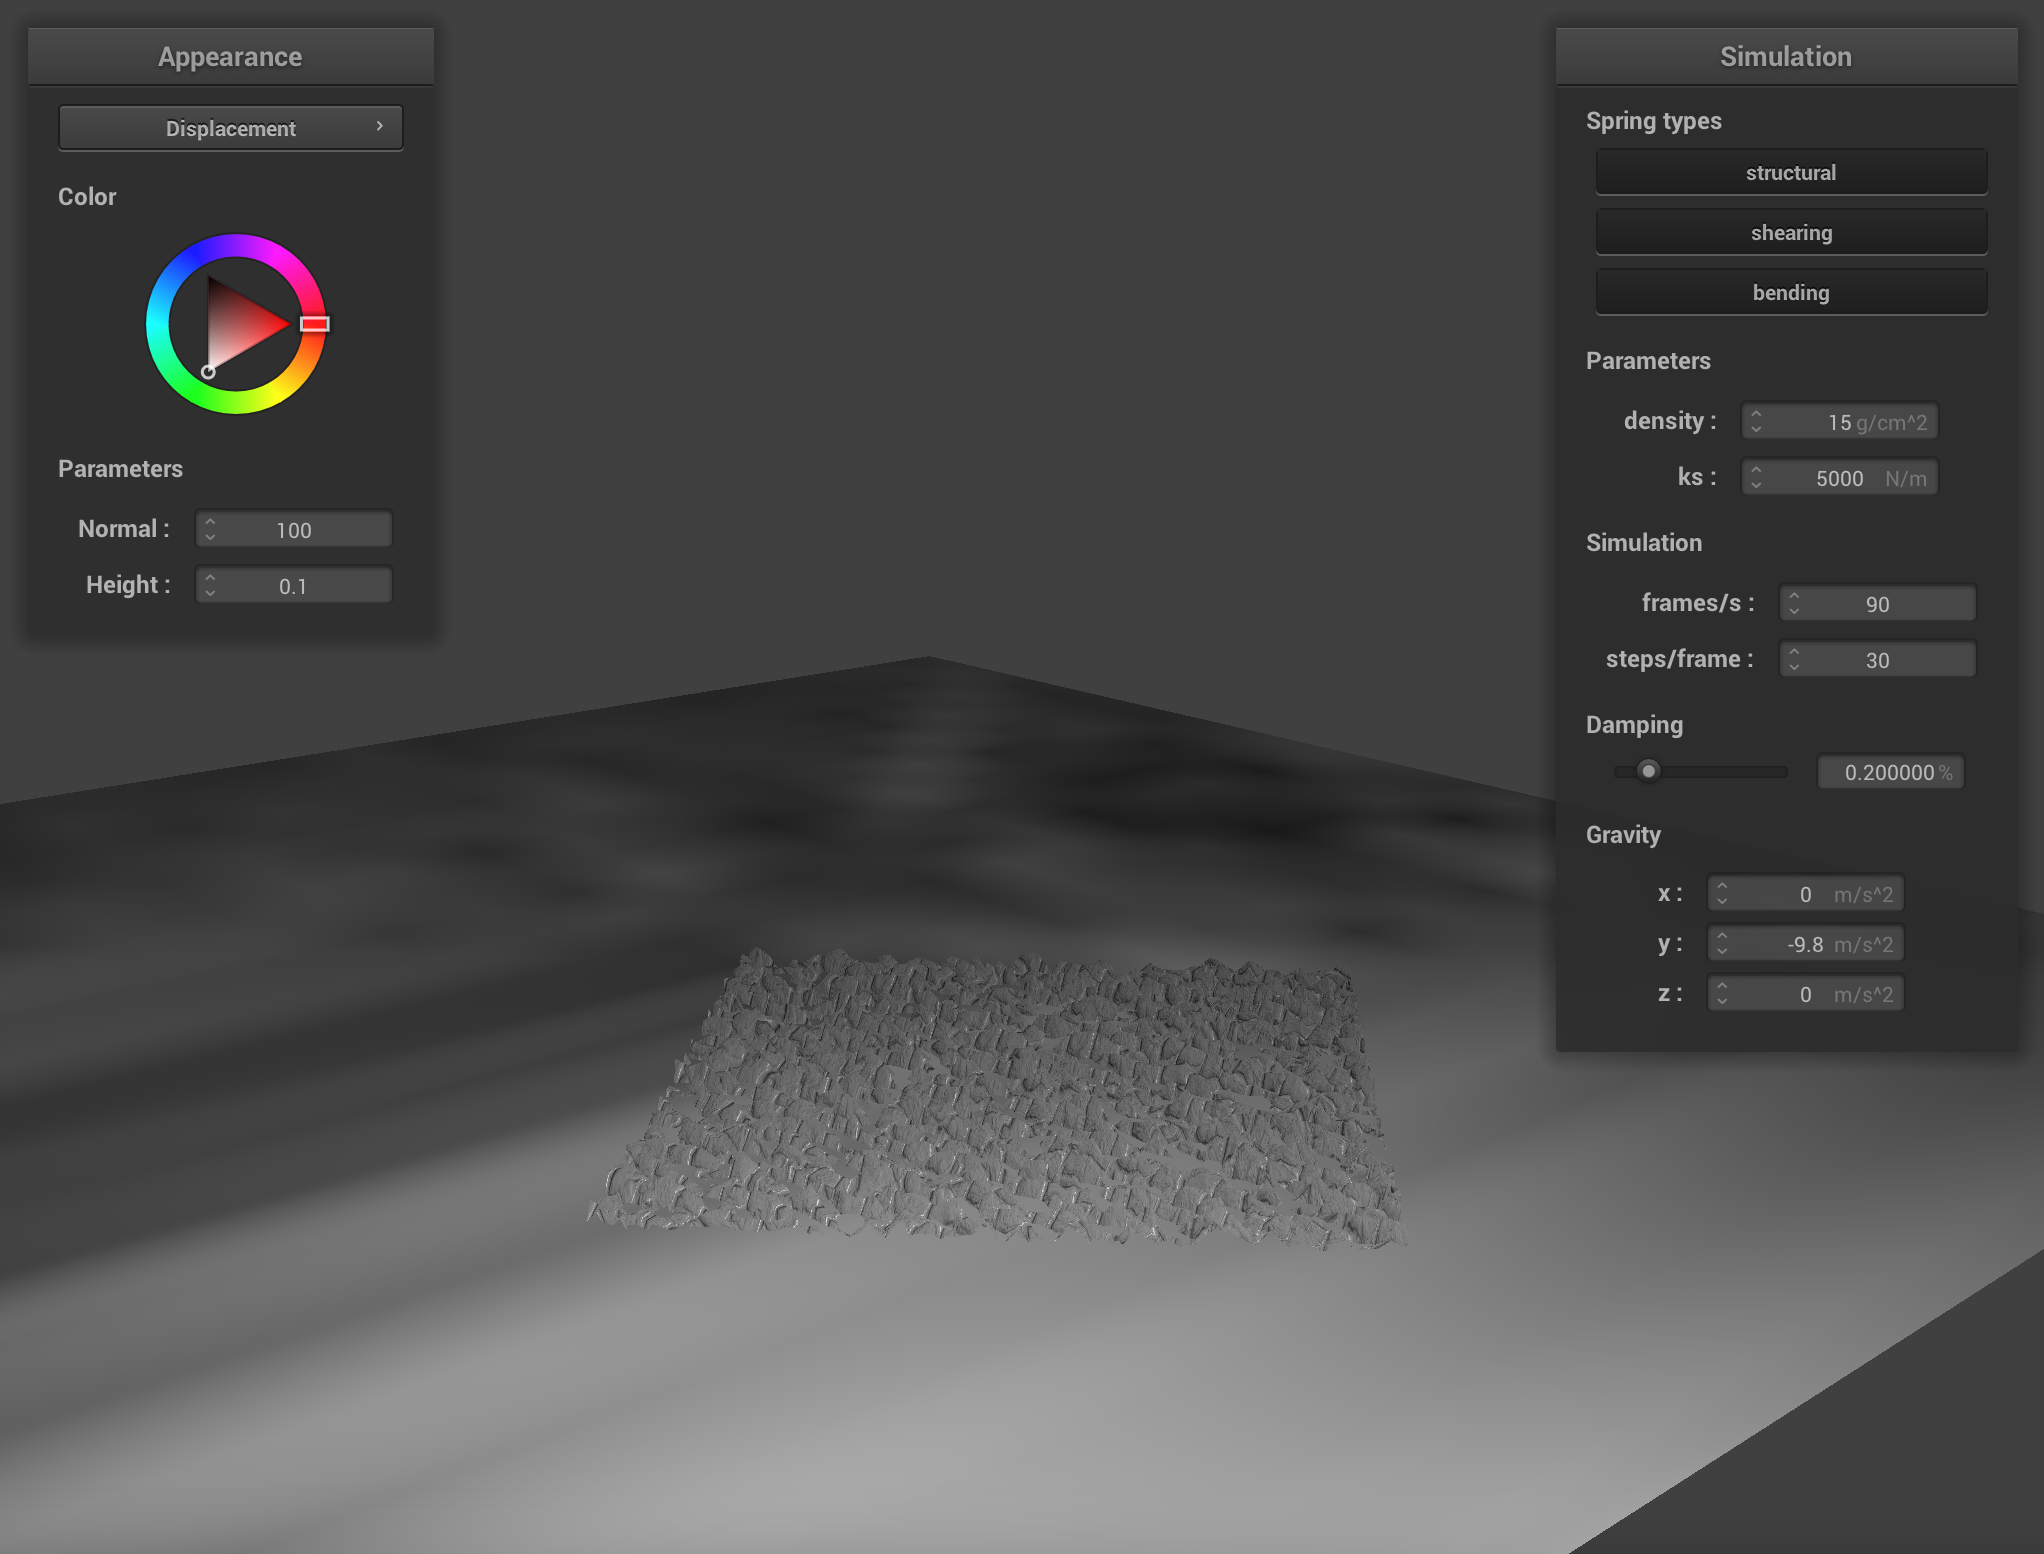 Appearance
Displacement
Color
Parameters
Normal : 100
Height : 0.1
Simulation
Spring types
structural
shearing
bending
Parameters
density : 15 g/cm^2
ks : 5000 N/m
Simulation
frames/s : 90
steps/frame : 30
Damping
0.200000 %
Gravity
x : 0 m/s^2
y : -9.8 m/s^2
z : 0 m/s^2